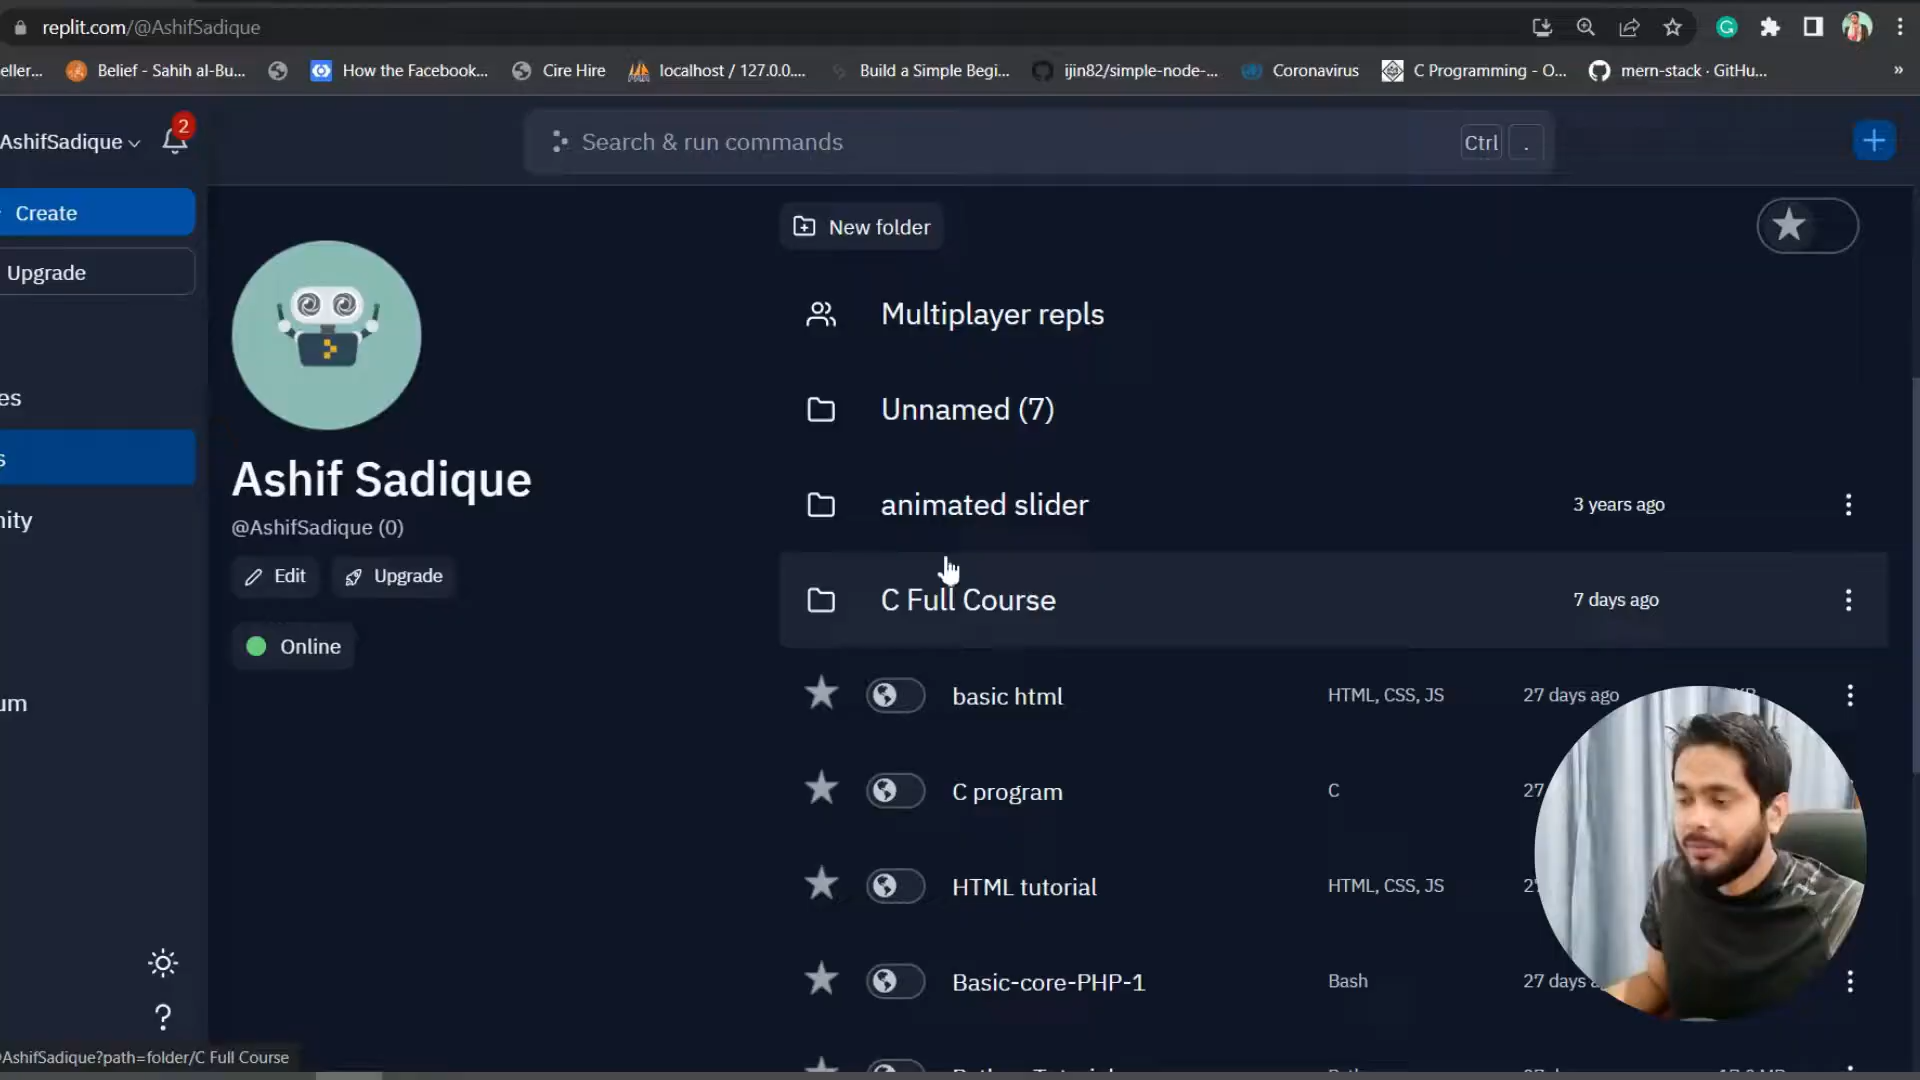 replit.com/@AshifSadique
eller... Belief - Sahih al-Bu... How the Facebook... Cire Hire localhost / 127.0.0.... Build a Simple Begi... ijin82/simple-node-... Coronavirus C Programming - O... mern-stack · GitHu... »
AshifSadique 2 Search & run commands Ctrl .
Create
Upgrade
es
s
nity
um
Ashif Sadique
@AshifSadique (0)
Edit Upgrade
Online
New folder
Multiplayer repls
Unnamed (7)
animated slider 3 years ago
C Full Course 7 days ago
basic html HTML, CSS, JS 27 days ago
C program C 27
HTML tutorial HTML, CSS, JS
Basic-core-PHP-1 Bash 27 days
AshifSadique?path=folder/C Full Course